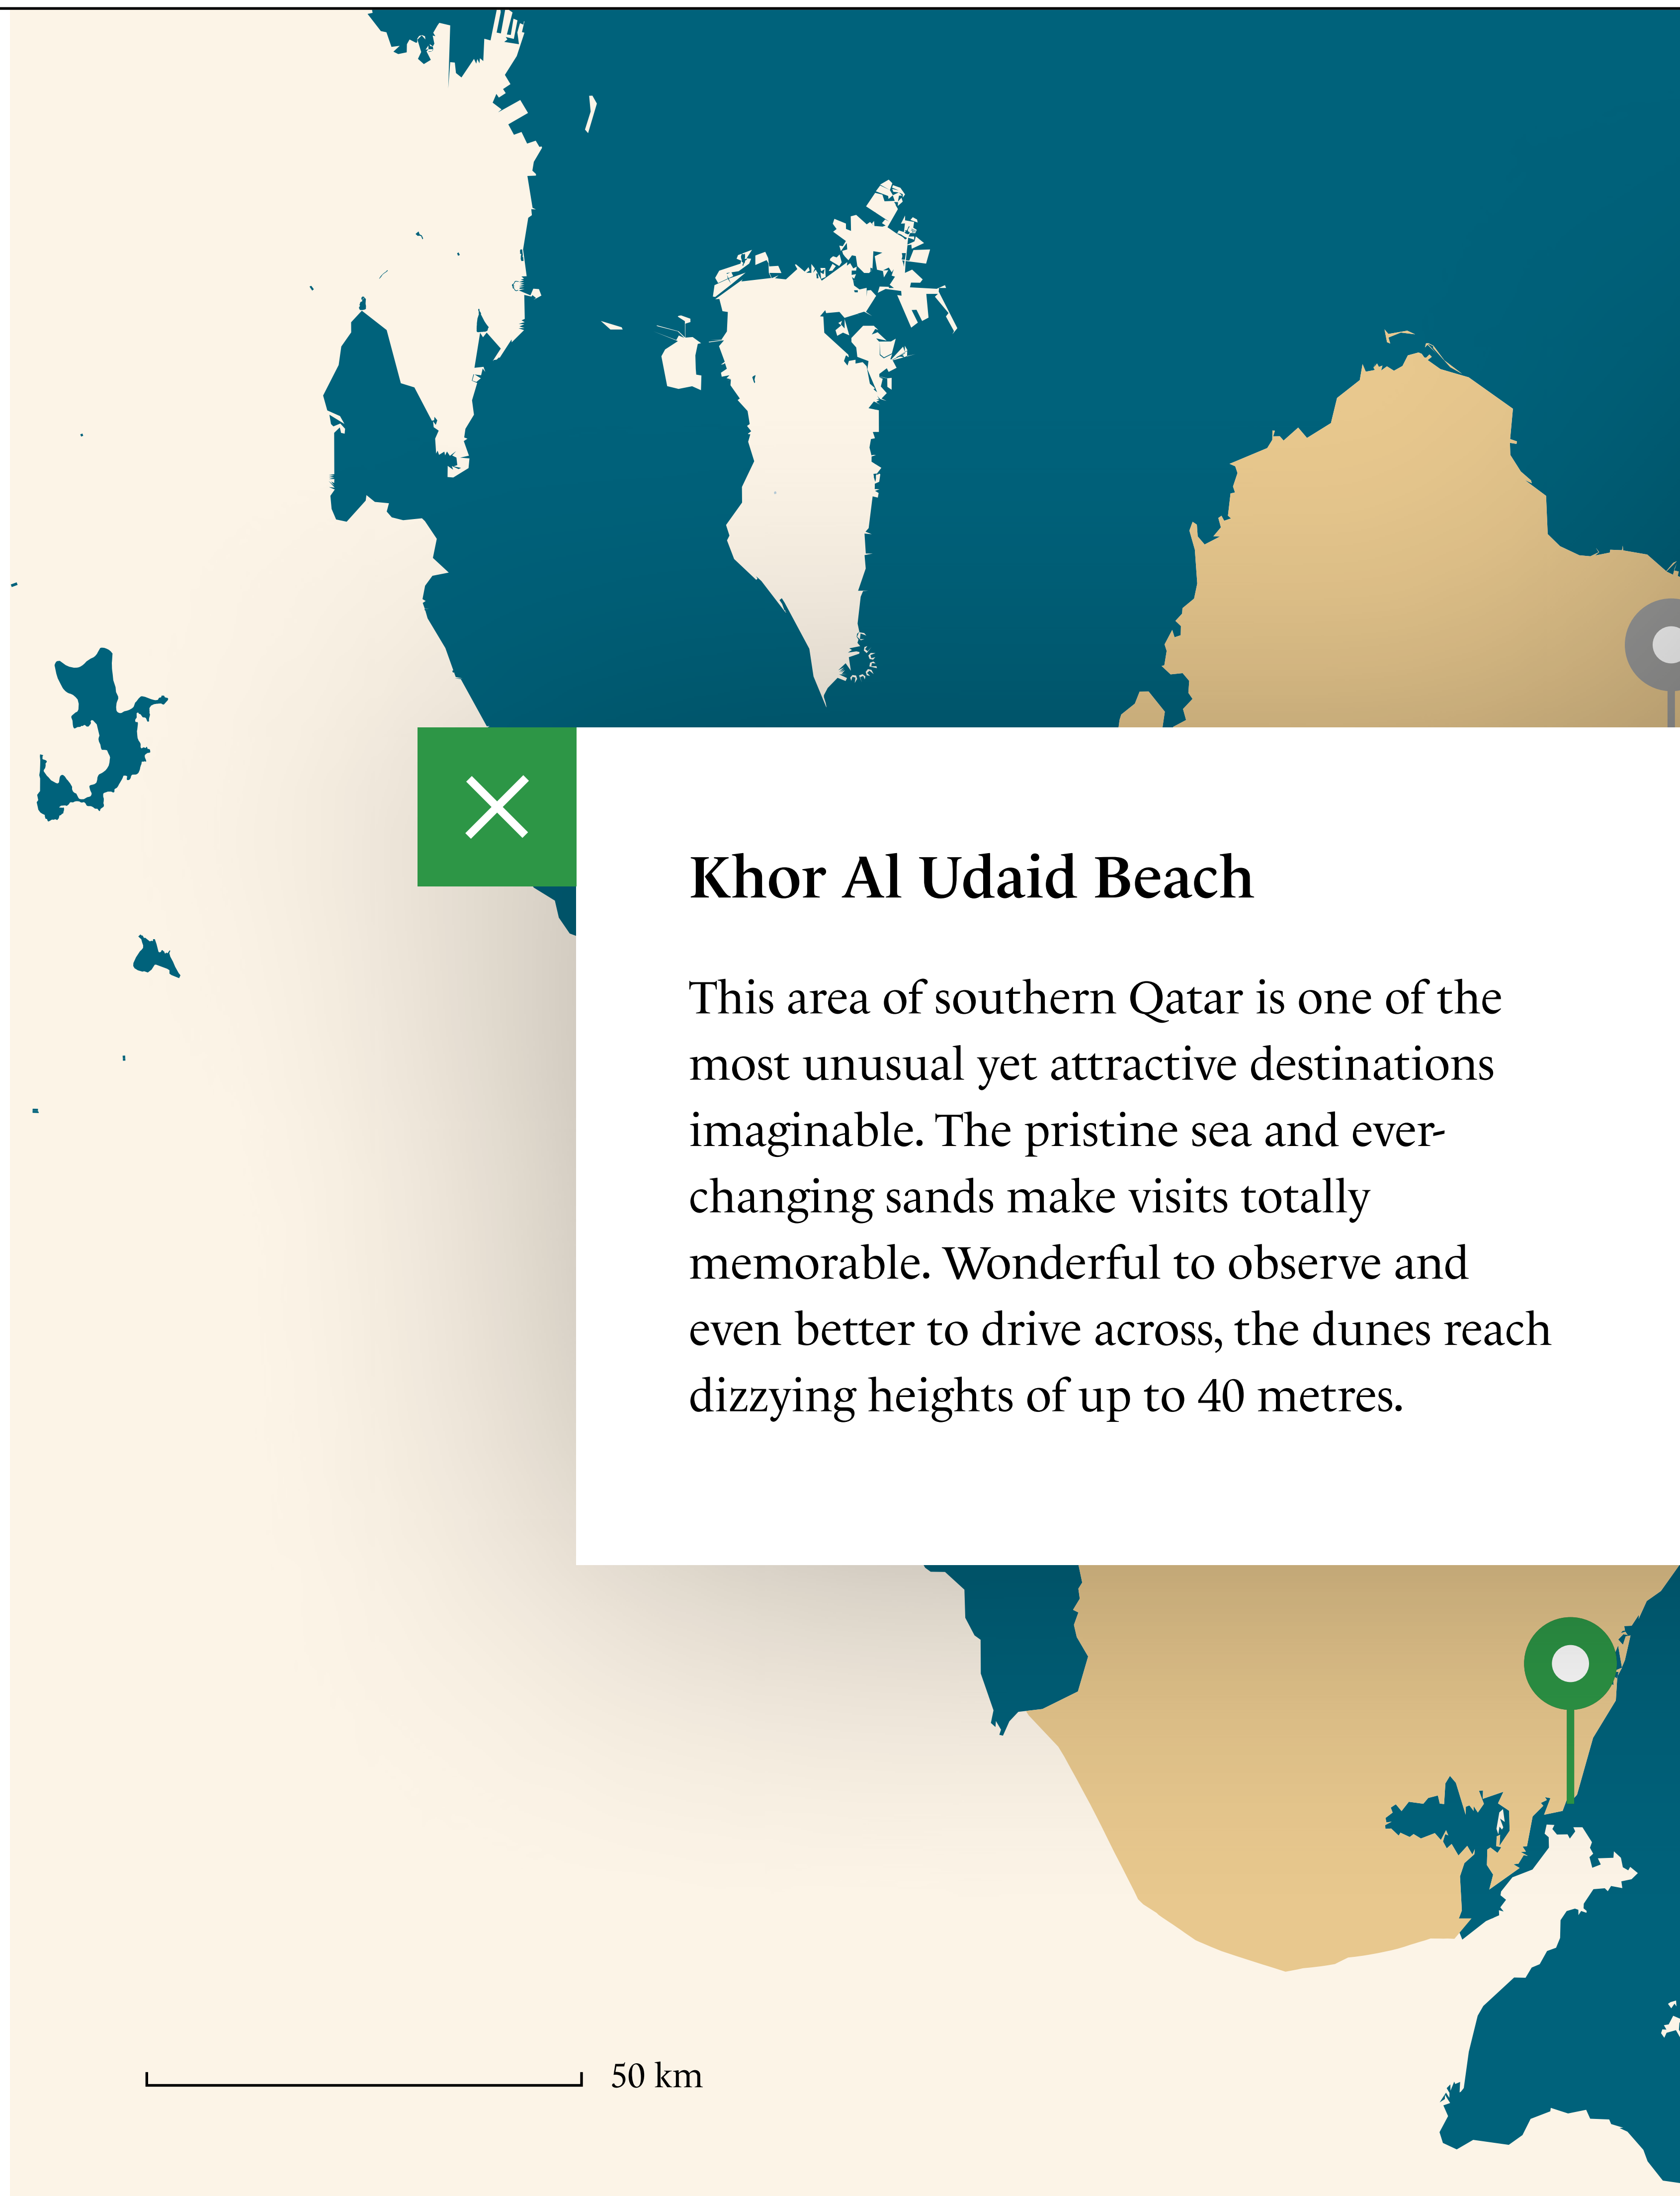 Khor Al Udaid Beach
This area of southern Qatar is one of the
most unusual yet attractive destinations
imaginable. The pristine sea and ever-
changing sands make visits totally
memorable. Wonderful to observe and
even better to drive across, the dunes reach
dizzying heights of up to 40 metres.
50 km